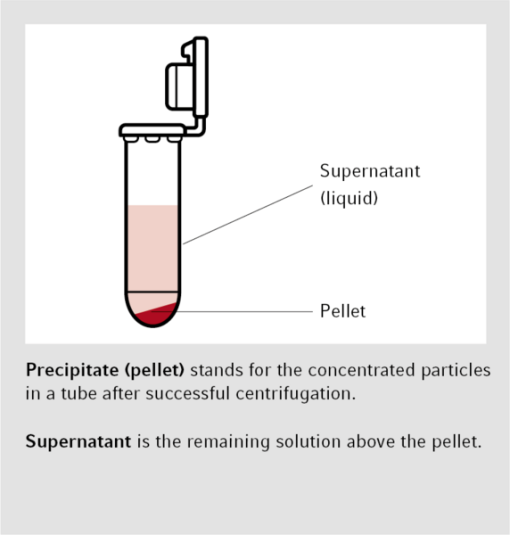 Supernatant
(liquid)
Pellet
Precipitate (pellet) stands for the concentrated particles
in a tube after successful centrifugation.
Supernatant is the remaining solution above the pellet.